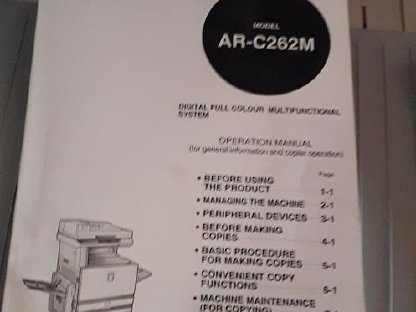 MODEL
AR-C262M
DIGITAL FULL COLOUR MULTIFUNCTIONAL
SYSTEM
OPERATION MANUAL
(for general information and copier operation)
Page
• BEFORE USING
THE PRODUCT 1-1
• MANAGING THE MACHINE 2-1
• PERIPHERAL DEVICES 3-1
• BEFORE MAKING
COPIES 4-1
• BASIC PROCEDURE
FOR MAKING COPIES 5-1
• CONVENIENT COPY
FUNCTIONS 6-1
• MACHINE MAINTENANCE
(FOR COPYING)